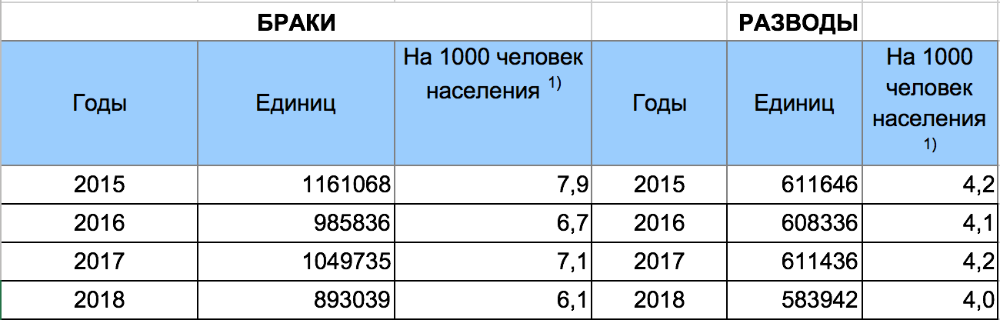 БРАКИ РАЗВОДЫ
Годы Единиц На 1000 человек населения 1) Годы Единиц На 1000 человек населения 1)
2015 1161068 7,9 2015 611646 4,2
2016 985836 6,7 2016 608336 4,1
2017 1049735 7,1 2017 611436 4,2
2018 893039 6,1 2018 583942 4,0